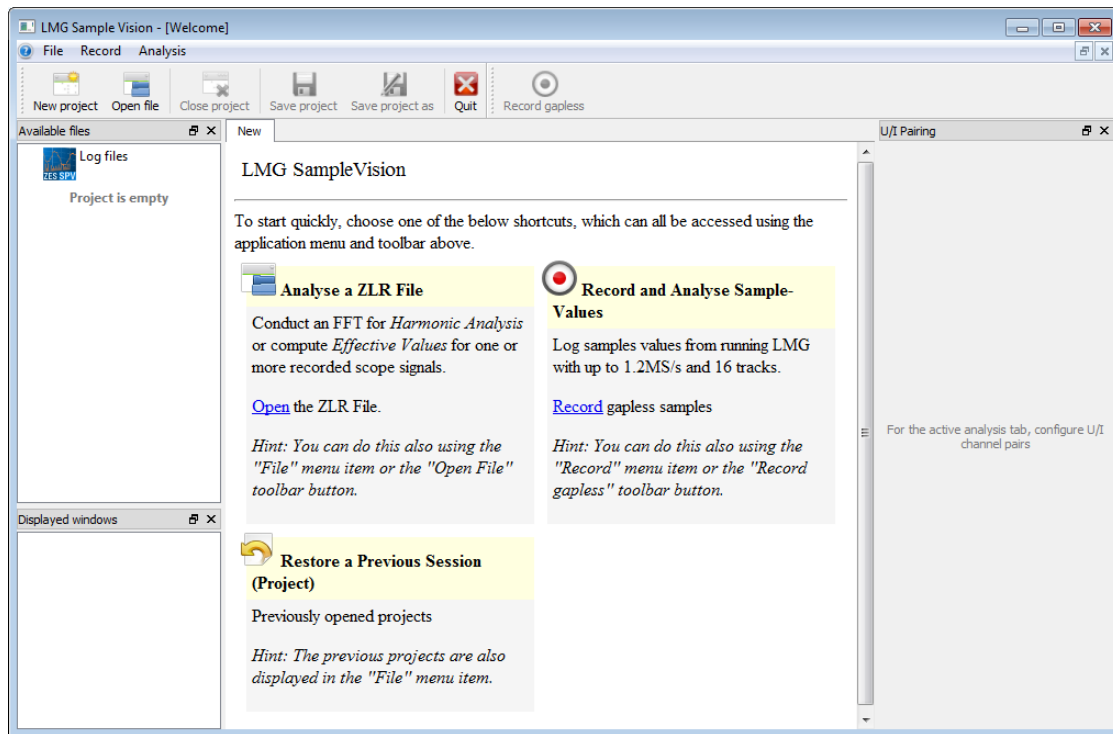 LMG Sample Vision - [Welcome]
File Record Analysis
New project Open file Close project Save project Save project as Quit Record gapless
Available files
Log files
ZES SPV
Project is empty
Displayed windows
New
LMG SampleVision
To start quickly, choose one of the below shortcuts, which can all be accessed using the
application menu and toolbar above.
Analyse a ZLR File
Conduct an FFT for Harmonic Analysis
or compute Effective Values for one or
more recorded scope signals.
Open the ZLR File.
Hint: You can do this also using the
"File" menu item or the "Open File"
toolbar button.
Record and Analyse Sample-
Values
Log samples values from running LMG
with up to 1.2MS/s and 16 tracks.
Record gapless samples
Hint: You can do this also using the
"Record" menu item or the "Record
gapless" toolbar button.
Restore a Previous Session
(Project)
Previously opened projects
Hint: The previous projects are also
displayed in the "File" menu item.
U/I Pairing
For the active analysis tab, configure U/I
channel pairs